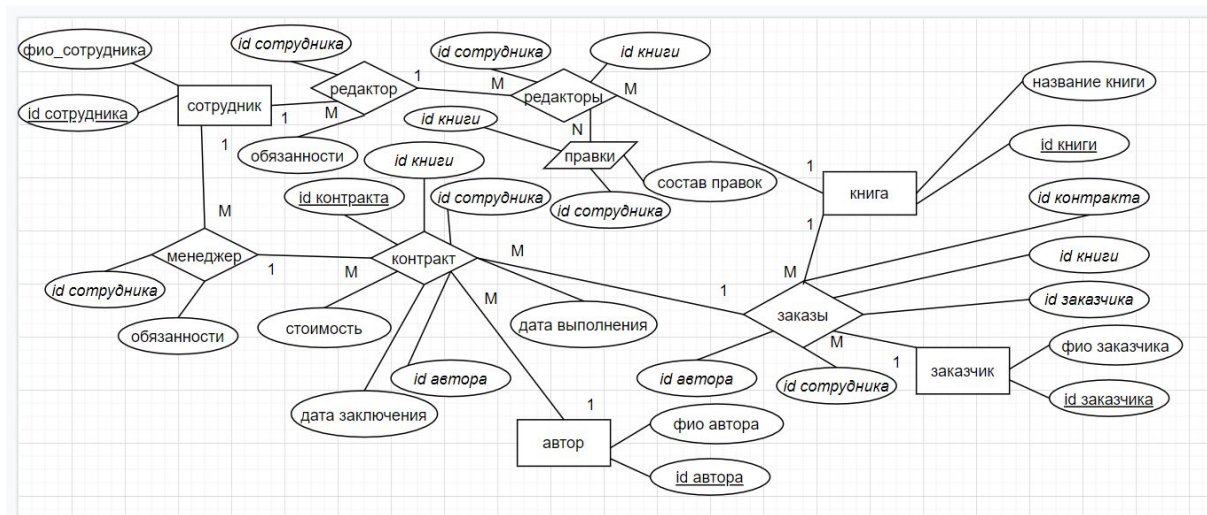 фио_сотрудника
id сотрудника
id сотрудника
id книги
название книги
сотрудник
редактор
1
M
редакторы
M
1
M
id сотрудника
id книги
id книги
1
обязанности
id книги
N
правки
состав правок
1
книга
id контракта
id контракта
id сотрудника
id сотрудника
1
M
менеджер
1
M
контракт
M
M
id книги
id сотрудника
1
заказы
id заказчика
обязанности
стоимость
M
дата выполнения
M
фио заказчика
id автора
id автора
id сотрудника
1
заказчик
id заказчика
дата заключения
1
фио автора
автор
id автора